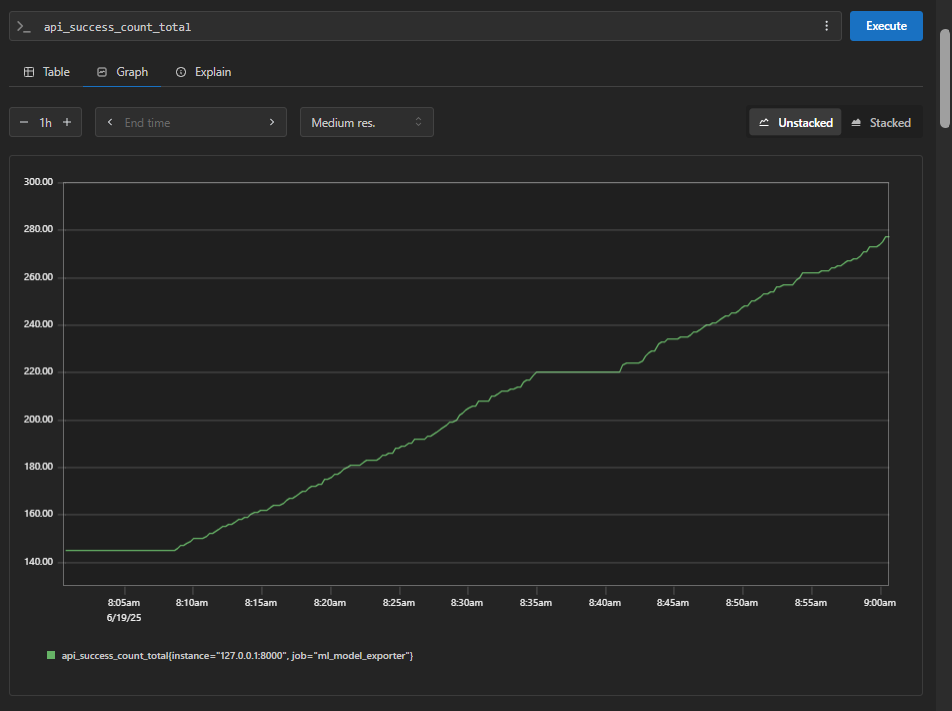 >_ api_success_count_total
Execute
Table Graph Explain
− 1h + < End time > Medium res. Unstacked Stacked
300.00
280.00
260.00
240.00
220.00
200.00
180.00
160.00
140.00
8:05am 8:10am 8:15am 8:20am 8:25am 8:30am 8:35am 8:40am 8:45am 8:50am 8:55am 9:00am
6/19/25
api_success_count_total{instance="127.0.0.1:8000", job="ml_model_exporter"}